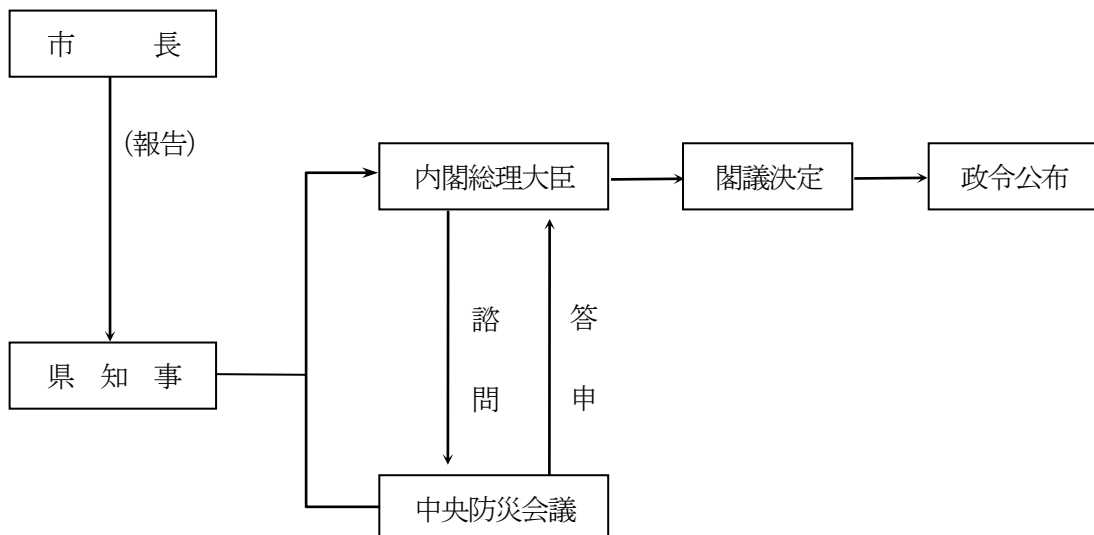 市長
(報告)
内閣総理大臣
閣議決定
政令公布
諮問
答申
県知事
中央防災会議